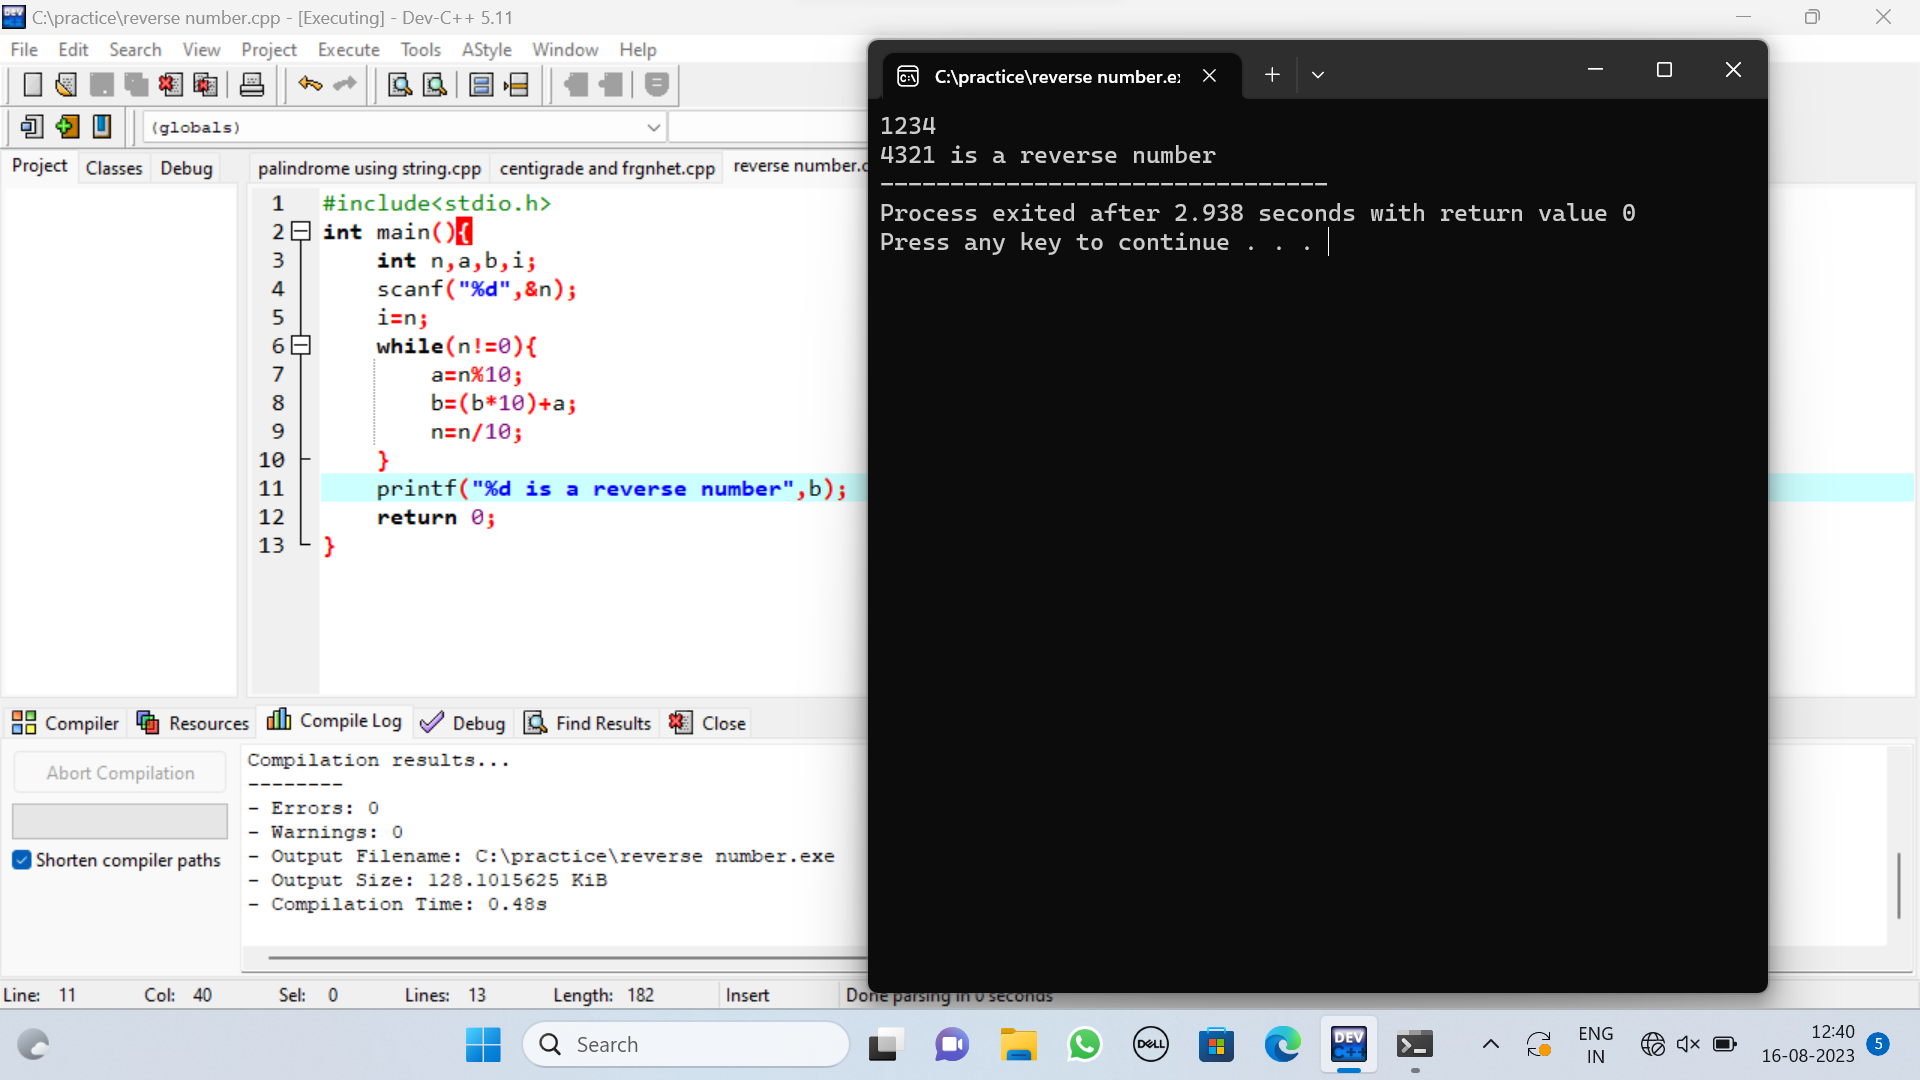 C:\practice\reverse number.cpp - [Executing] - Dev-C++ 5.11
File Edit Search View Project Execute Tools AStyle Window Help
(globals)
Project Classes Debug
palindrome using string.cpp centigrade and frgnhet.cpp reverse number.c
1 #include<stdio.h>
2 int main(){
3 int n,a,b,i;
4 scanf("%d",&n);
5 i=n;
6 while(n!=0){
7 a=n%10;
8 b=(b*10)+a;
9 n=n/10;
10 }
11 printf("%d is a reverse number",b);
12 return 0;
13 }
C:\practice\reverse number.e
1234
4321 is a reverse number
--------------------------------
Process exited after 2.938 seconds with return value 0
Press any key to continue . . .
Compiler Resources Compile Log Debug Find Results Close
Abort Compilation
Shorten compiler paths
Compilation results...
--------
- Errors: 0
- Warnings: 0
- Output Filename: C:\practice\reverse number.exe
- Output Size: 128.1015625 KiB
- Compilation Time: 0.48s
Line: 11 Col: 40 Sel: 0 Lines: 13 Length: 182 Insert Done parsing in 0 seconds
Search
DELL
DEV C++
ENG
IN
12:40
16-08-2023
5